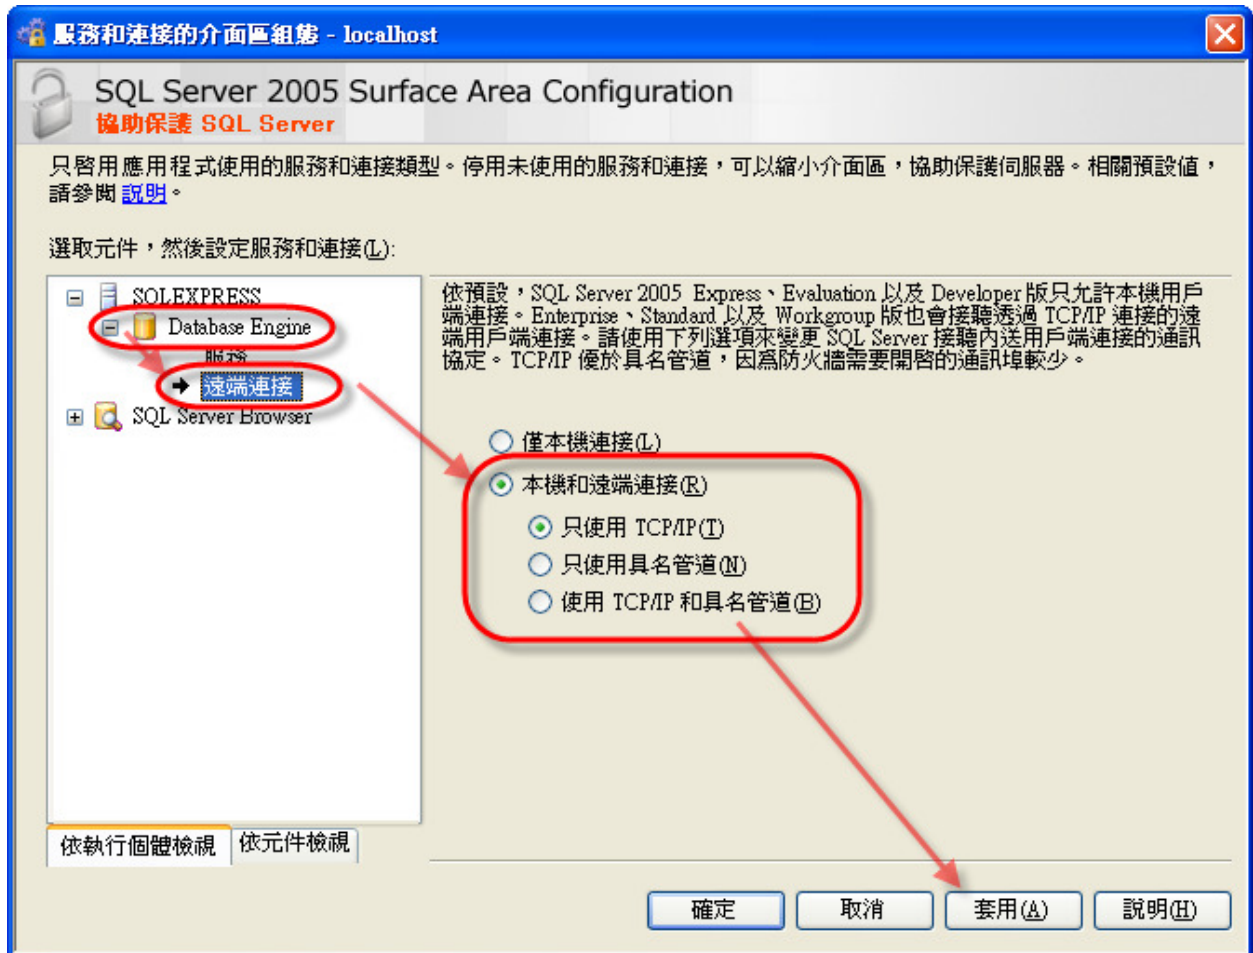 服務和連接的介面區組態 - localhost
SQL Server 2005 Surface Area Configuration
協助保護 SQL Server
只啓用應用程式使用的服務和連接類型。停用未使用的服務和連接，可以縮小介面區，協助保護伺服器。相關預設值，
請參閱 說明。
選取元件，然後設定服務和連接(L):
SQLEXPRESS
Database Engine
服務
遠端連接
SQL Server Browser
依執行個體檢視
依元件檢視
依預設，SQL Server 2005 Express、Evaluation 以及 Developer 版只允許本機用戶
端連接。Enterprise、Standard 以及 Workgroup 版也會接聽透過 TCP/IP 連接的遠
端用戶端連接。請使用下列選項來變更 SQL Server 接聽內送用戶端連接的通訊
協定。TCP/IP 優於具名管道，因爲防火牆需要開啓的通訊埠較少。
僅本機連接(L)
本機和遠端連接(R)
只使用 TCP/IP(T)
只使用具名管道(N)
使用 TCP/IP 和具名管道(B)
確定
取消
套用(A)
說明(H)